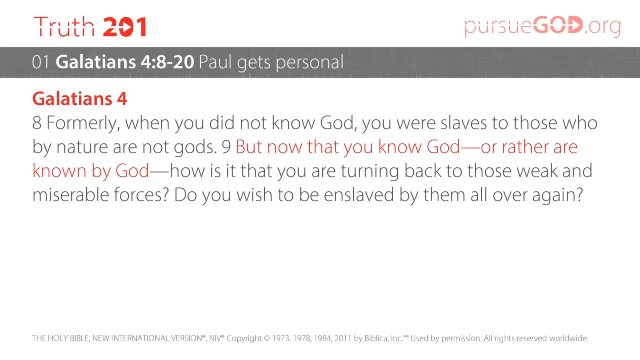 Truth 201
pursueGOD.org
01 Galatians 4:8-20 Paul gets personal
Galatians 4
8 Formerly, when you did not know God, you were slaves to those who
by nature are not gods. 9 But now that you know God—or rather are
known by God—how is it that you are turning back to those weak and
miserable forces? Do you wish to be enslaved by them all over again?
THE HOLY BIBLE, NEW INTERNATIONAL VERSION®, NIV® Copyright © 1973, 1978, 1984, 2011 by Biblica, Inc.™ Used by permission. All rights reserved worldwide.